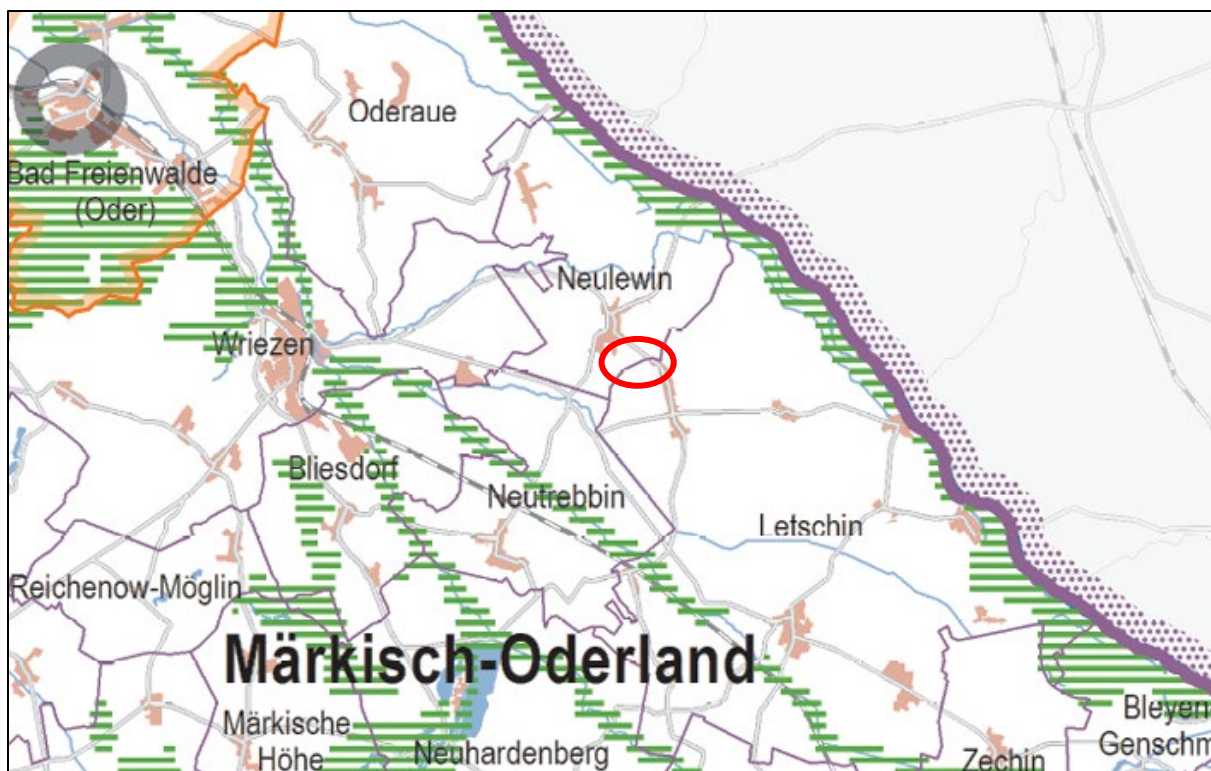 Oderaue
Bad Freienwalde
(Oder)
Neulewin
Wriezen
Bliesdorf
Neutrebbin
Letschin
Reichenow-Möglin
Märkisch-Oderland
Märkische
Höhe
Neuhardenberg
Bleyen
Genschm
Zechin